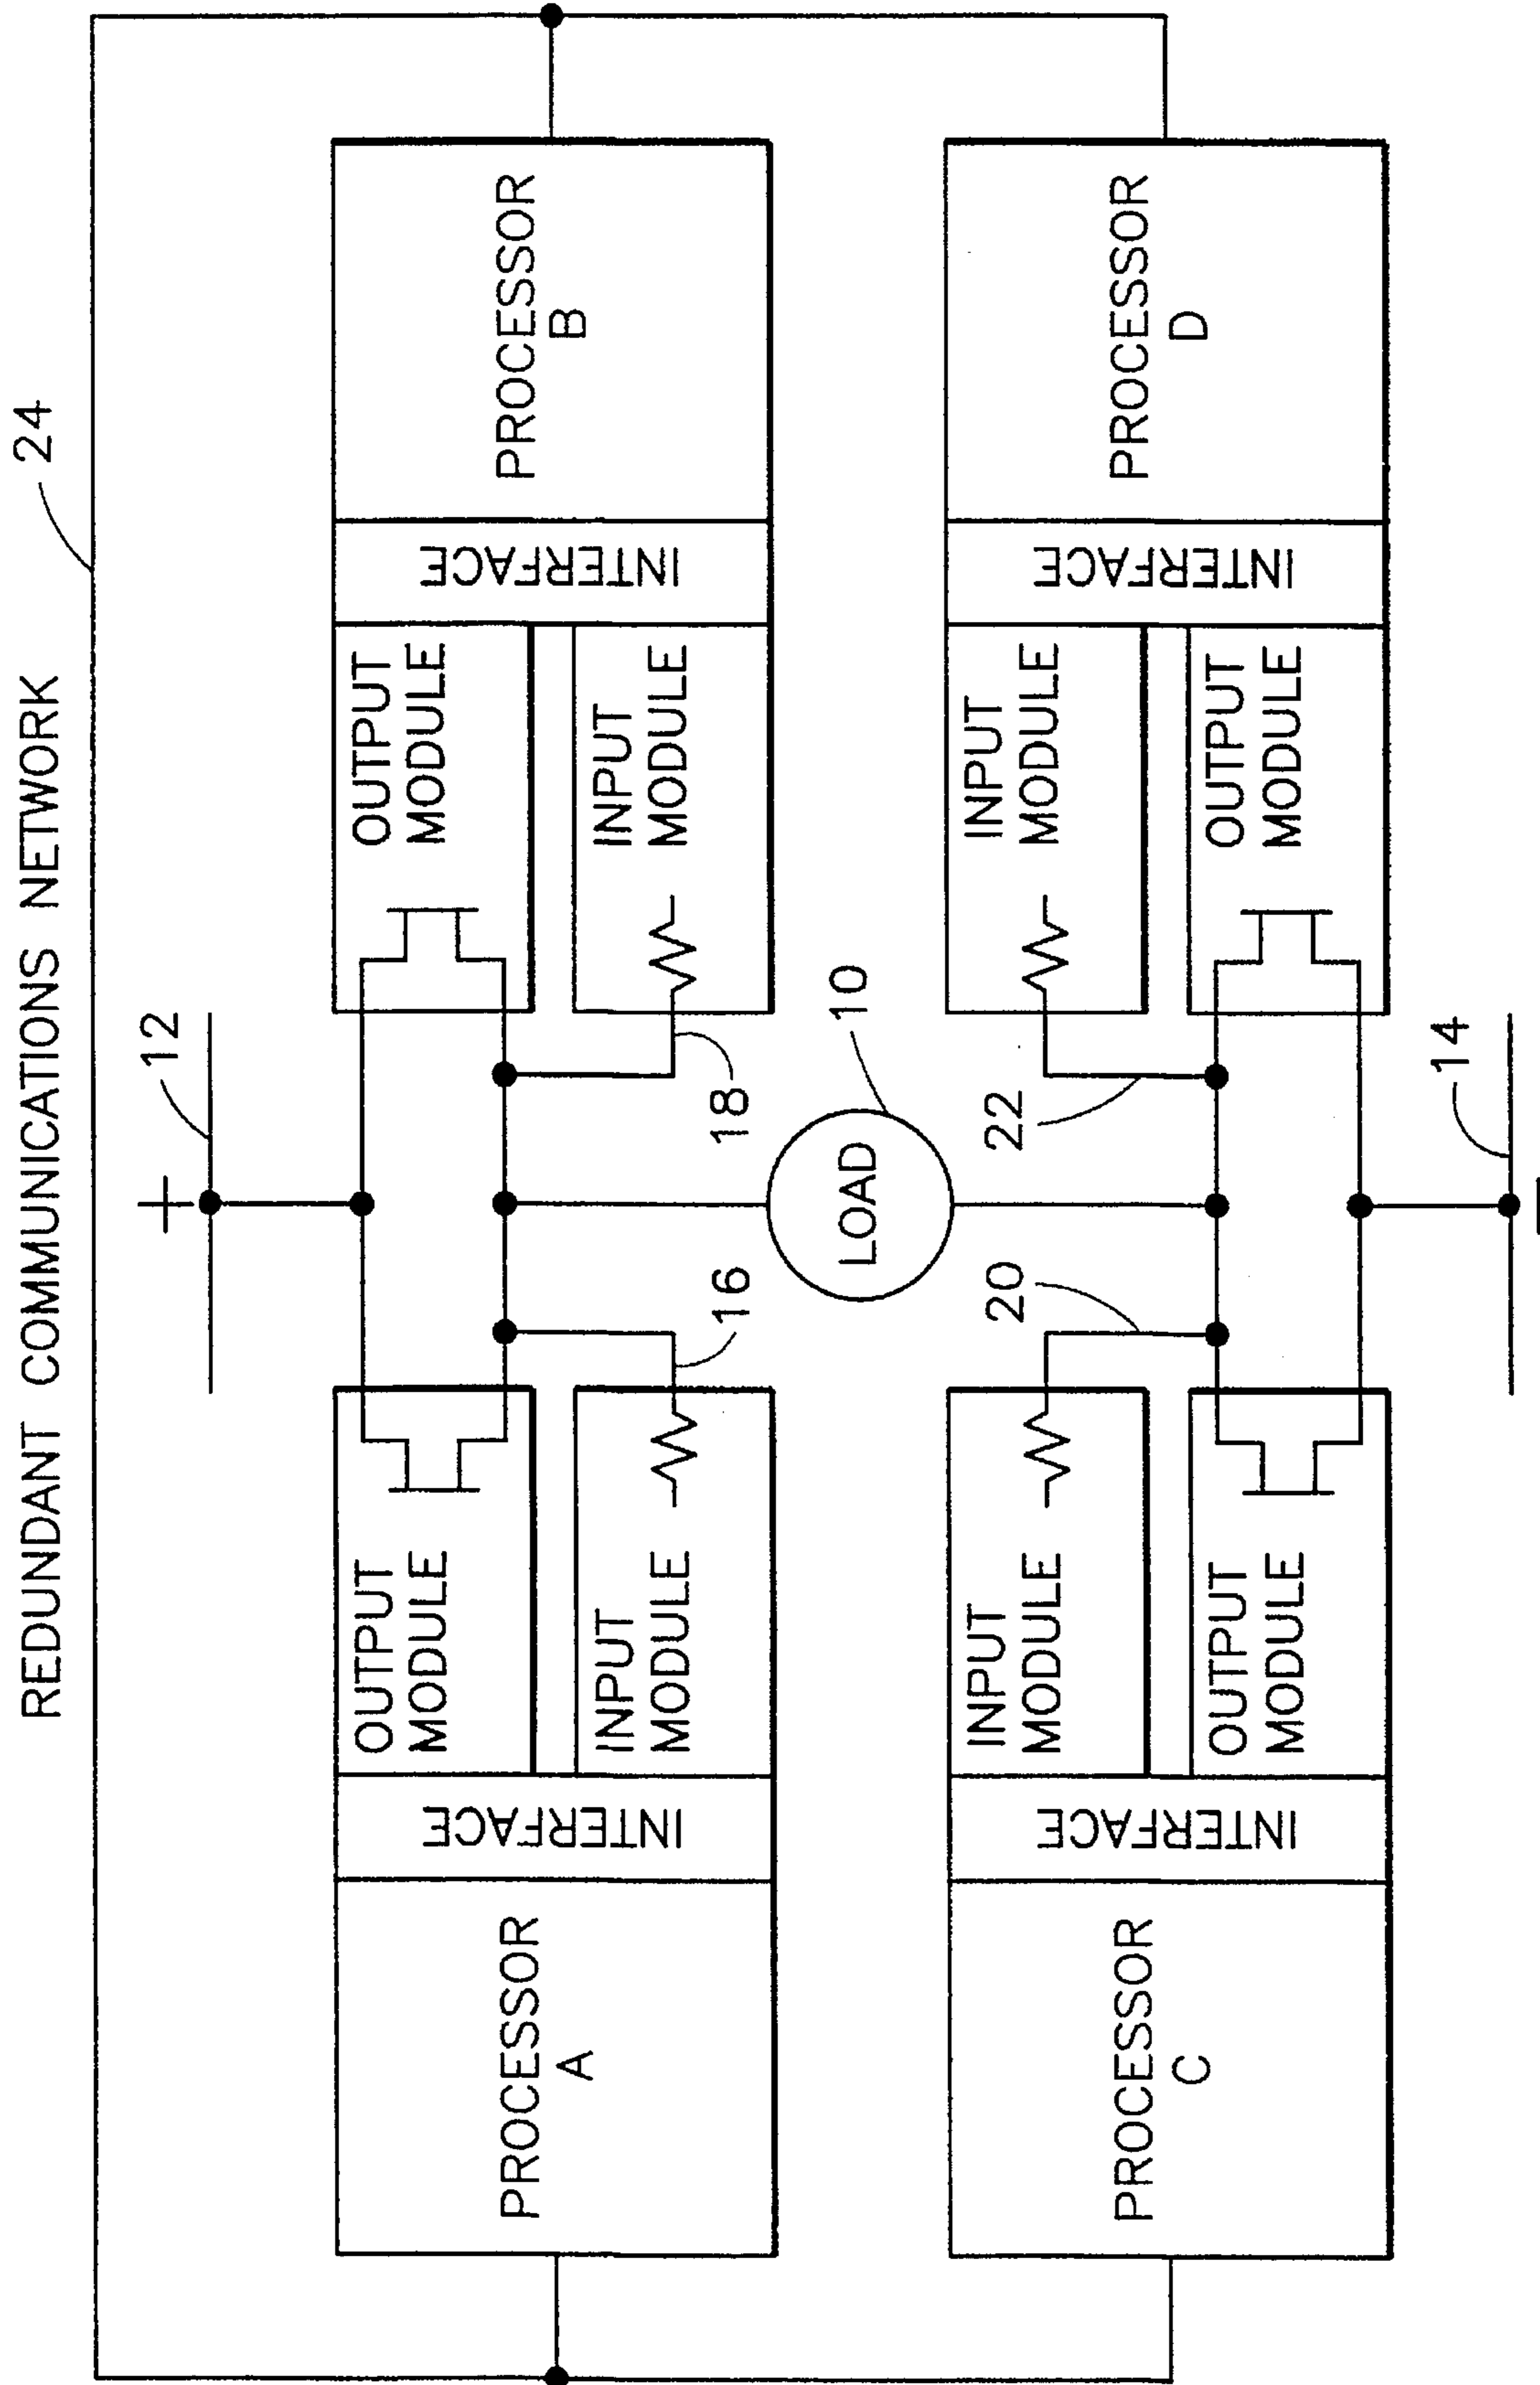 REDUNDANT COMMUNICATIONS NETWORK
24
12
+
PROCESSOR
A
INTERFACE
OUTPUT
MODULE
INPUT
MODULE
16
18
OUTPUT
MODULE
INPUT
MODULE
INTERFACE
PROCESSOR
B
LOAD
10
PROCESSOR
C
INTERFACE
INPUT
MODULE
OUTPUT
MODULE
20
22
INPUT
MODULE
OUTPUT
MODULE
INTERFACE
PROCESSOR
D
14
-